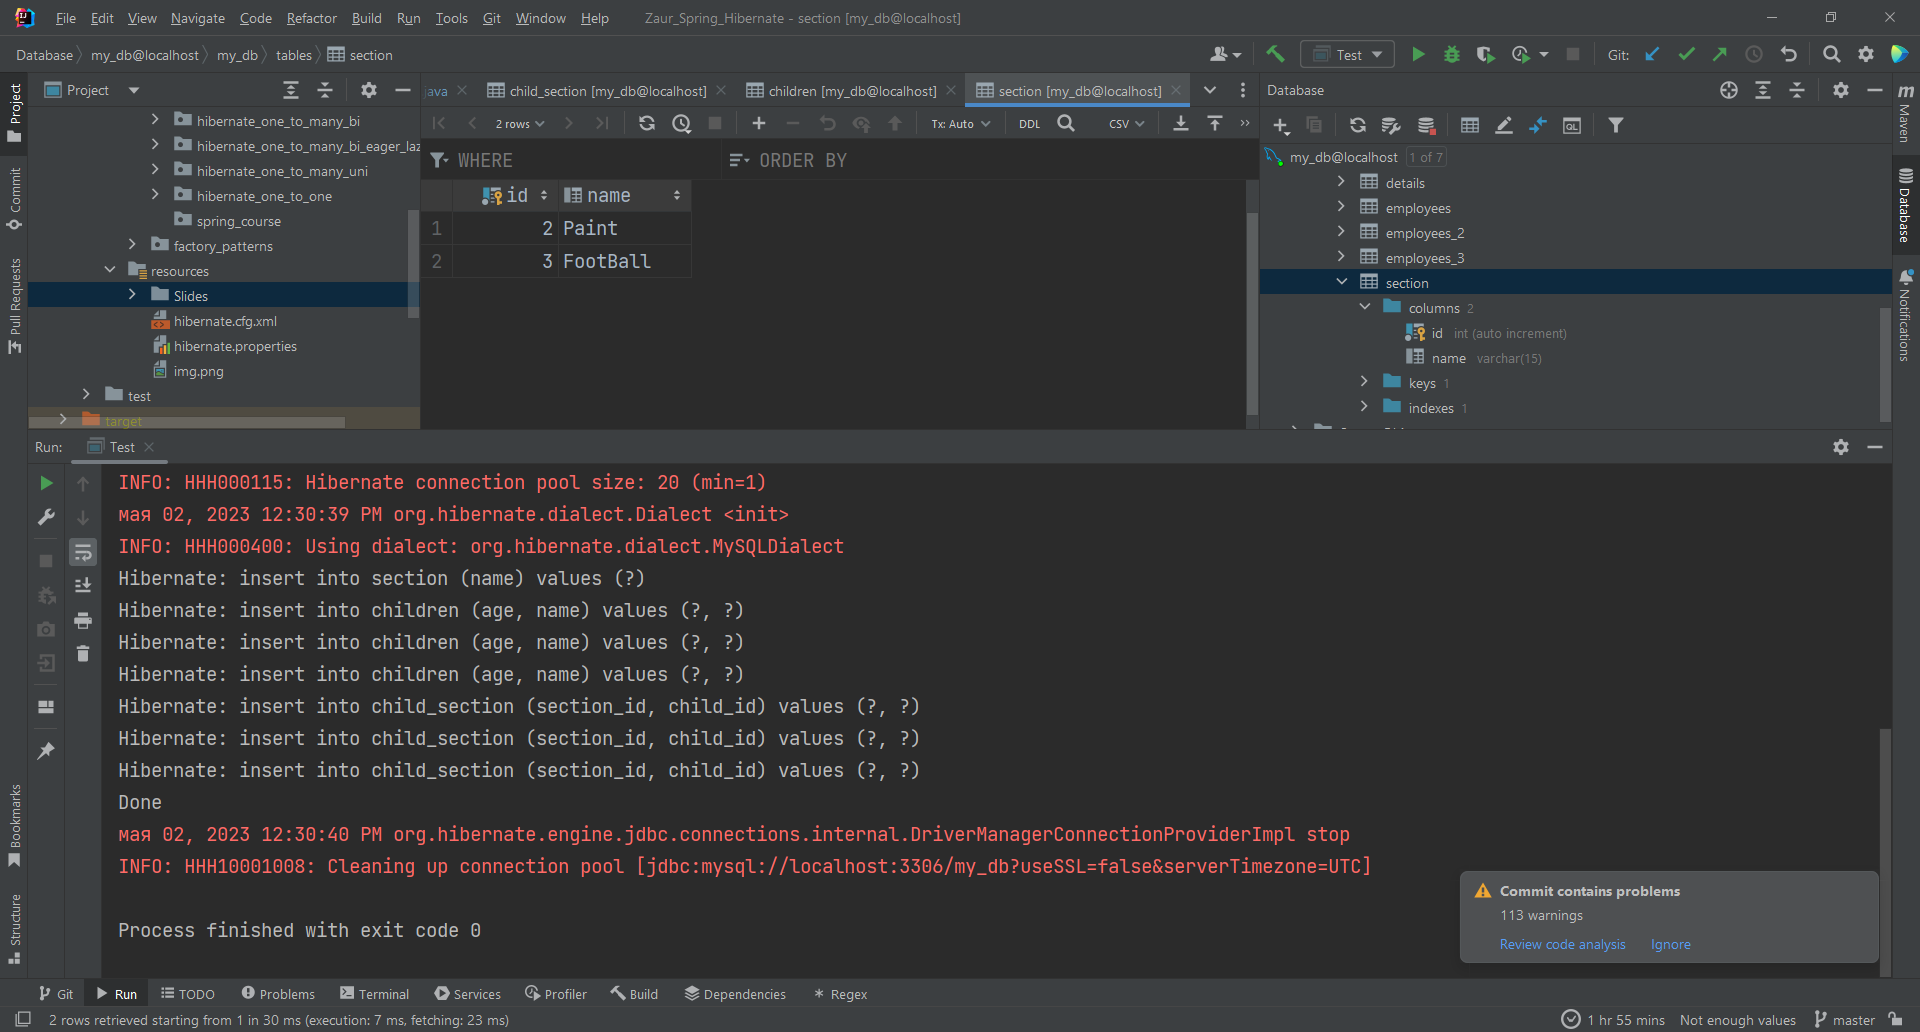 File Edit View Navigate Code Refactor Build Run Tools Git Window Help Zaur_Spring_Hibernate - section [my_db@localhost]
Database my_db@localhost my_db tables section Test Git:
Project
java child_section [my_db@localhost] children [my_db@localhost] section [my_db@localhost]
Database
2 rows Tx: Auto DDL CSV
WHERE ORDER BY
id name
1 2 Paint
2 3 FootBall
hibernate_one_to_many_bi
hibernate_one_to_many_bi_eager_laz
hibernate_one_to_many_uni
hibernate_one_to_one
spring_course
factory_patterns
resources
Slides
hibernate.cfg.xml
hibernate.properties
img.png
test
target
my_db@localhost 1 of 7
details
employees
employees_2
employees_3
section
columns 2
id int (auto increment)
name varchar(15)
keys 1
indexes 1
Project
Commit
Pull Requests
Bookmarks
Structure
Maven
Database
Notifications
Run: Test
INFO: HHH000115: Hibernate connection pool size: 20 (min=1)
мая 02, 2023 12:30:39 PM org.hibernate.dialect.Dialect <init>
INFO: HHH000400: Using dialect: org.hibernate.dialect.MySQLDialect
Hibernate: insert into section (name) values (?)
Hibernate: insert into children (age, name) values (?, ?)
Hibernate: insert into children (age, name) values (?, ?)
Hibernate: insert into children (age, name) values (?, ?)
Hibernate: insert into child_section (section_id, child_id) values (?, ?)
Hibernate: insert into child_section (section_id, child_id) values (?, ?)
Hibernate: insert into child_section (section_id, child_id) values (?, ?)
Done
мая 02, 2023 12:30:40 PM org.hibernate.engine.jdbc.connections.internal.DriverManagerConnectionProviderImpl stop
INFO: HHH10001008: Cleaning up connection pool [jdbc:mysql://localhost:3306/my_db?useSSL=false&serverTimezone=UTC]
Process finished with exit code 0
Commit contains problems
113 warnings
Review code analysis Ignore
Git Run TODO Problems Terminal Services Profiler Build Dependencies Regex
2 rows retrieved starting from 1 in 30 ms (execution: 7 ms, fetching: 23 ms) 1 hr 55 mins Not enough values master